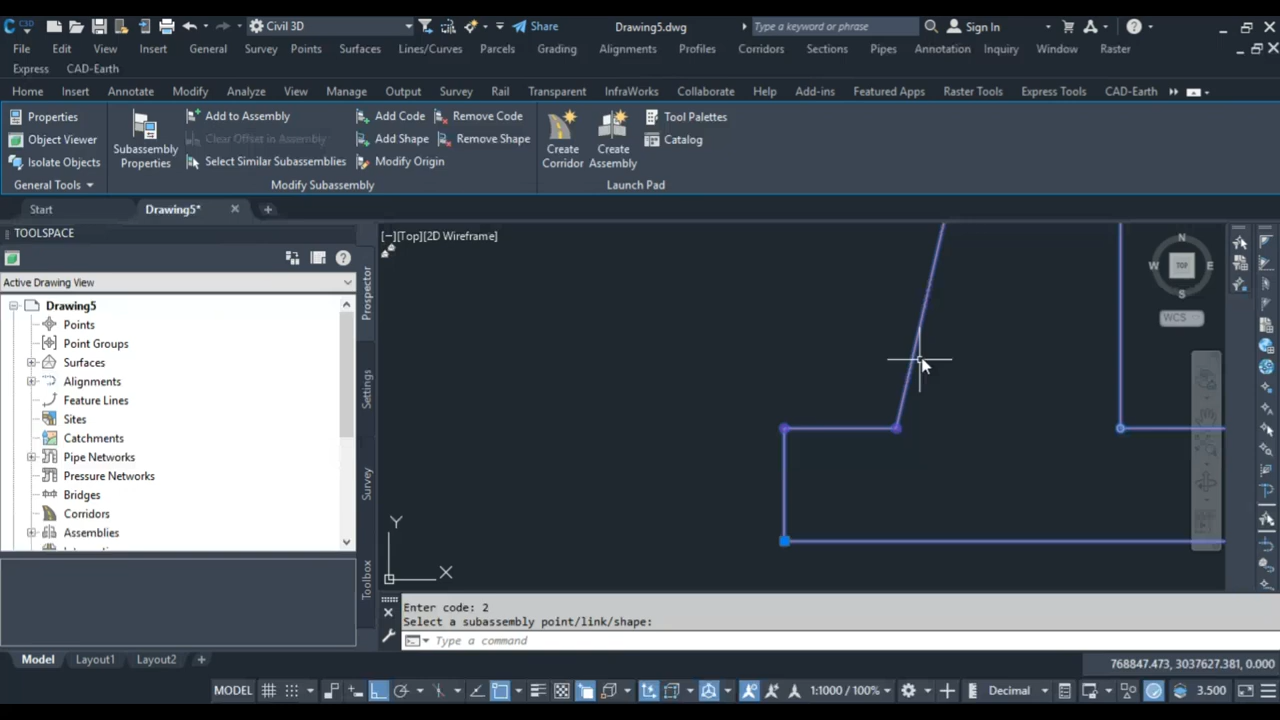 C3D Civil 3D Share Drawing5.dwg Type a keyword or phrase Sign In
File Edit View Insert General Survey Points Surfaces Lines/Curves Parcels Grading Alignments Profiles Corridors Sections Pipes Annotation Inquiry Window Raster
Express CAD-Earth
Home Insert Annotate Modify Analyze View Manage Output Survey Rail Transparent InfraWorks Collaborate Help Add-ins Featured Apps Raster Tools Express Tools CAD-Earth
Properties
Object Viewer
Isolate Objects
General Tools
Subassembly
Properties
Add to Assembly
Clear Offset in Assembly
Select Similar Subassemblies
Add Code
Remove Code
Add Shape
Remove Shape
Modify Origin
Modify Subassembly
Create
Corridor
Create
Assembly
Tool Palettes
Catalog
Launch Pad
Start Drawing5*
TOOLSPACE
Active Drawing View
Drawing5
Points
Point Groups
Surfaces
Alignments
Feature Lines
Sites
Catchments
Pipe Networks
Pressure Networks
Bridges
Corridors
Assemblies
Prospector
Settings
Survey
Toolbox
[−][Top][2D Wireframe]
N
W TOP E
S
WCS
Y
X
Enter code: 2
Select a subassembly point/link/shape:
Type a command
Model Layout1 Layout2 +
768847.473, 3037627.381, 0.000
MODEL 1:1000 / 100% Decimal 3.500